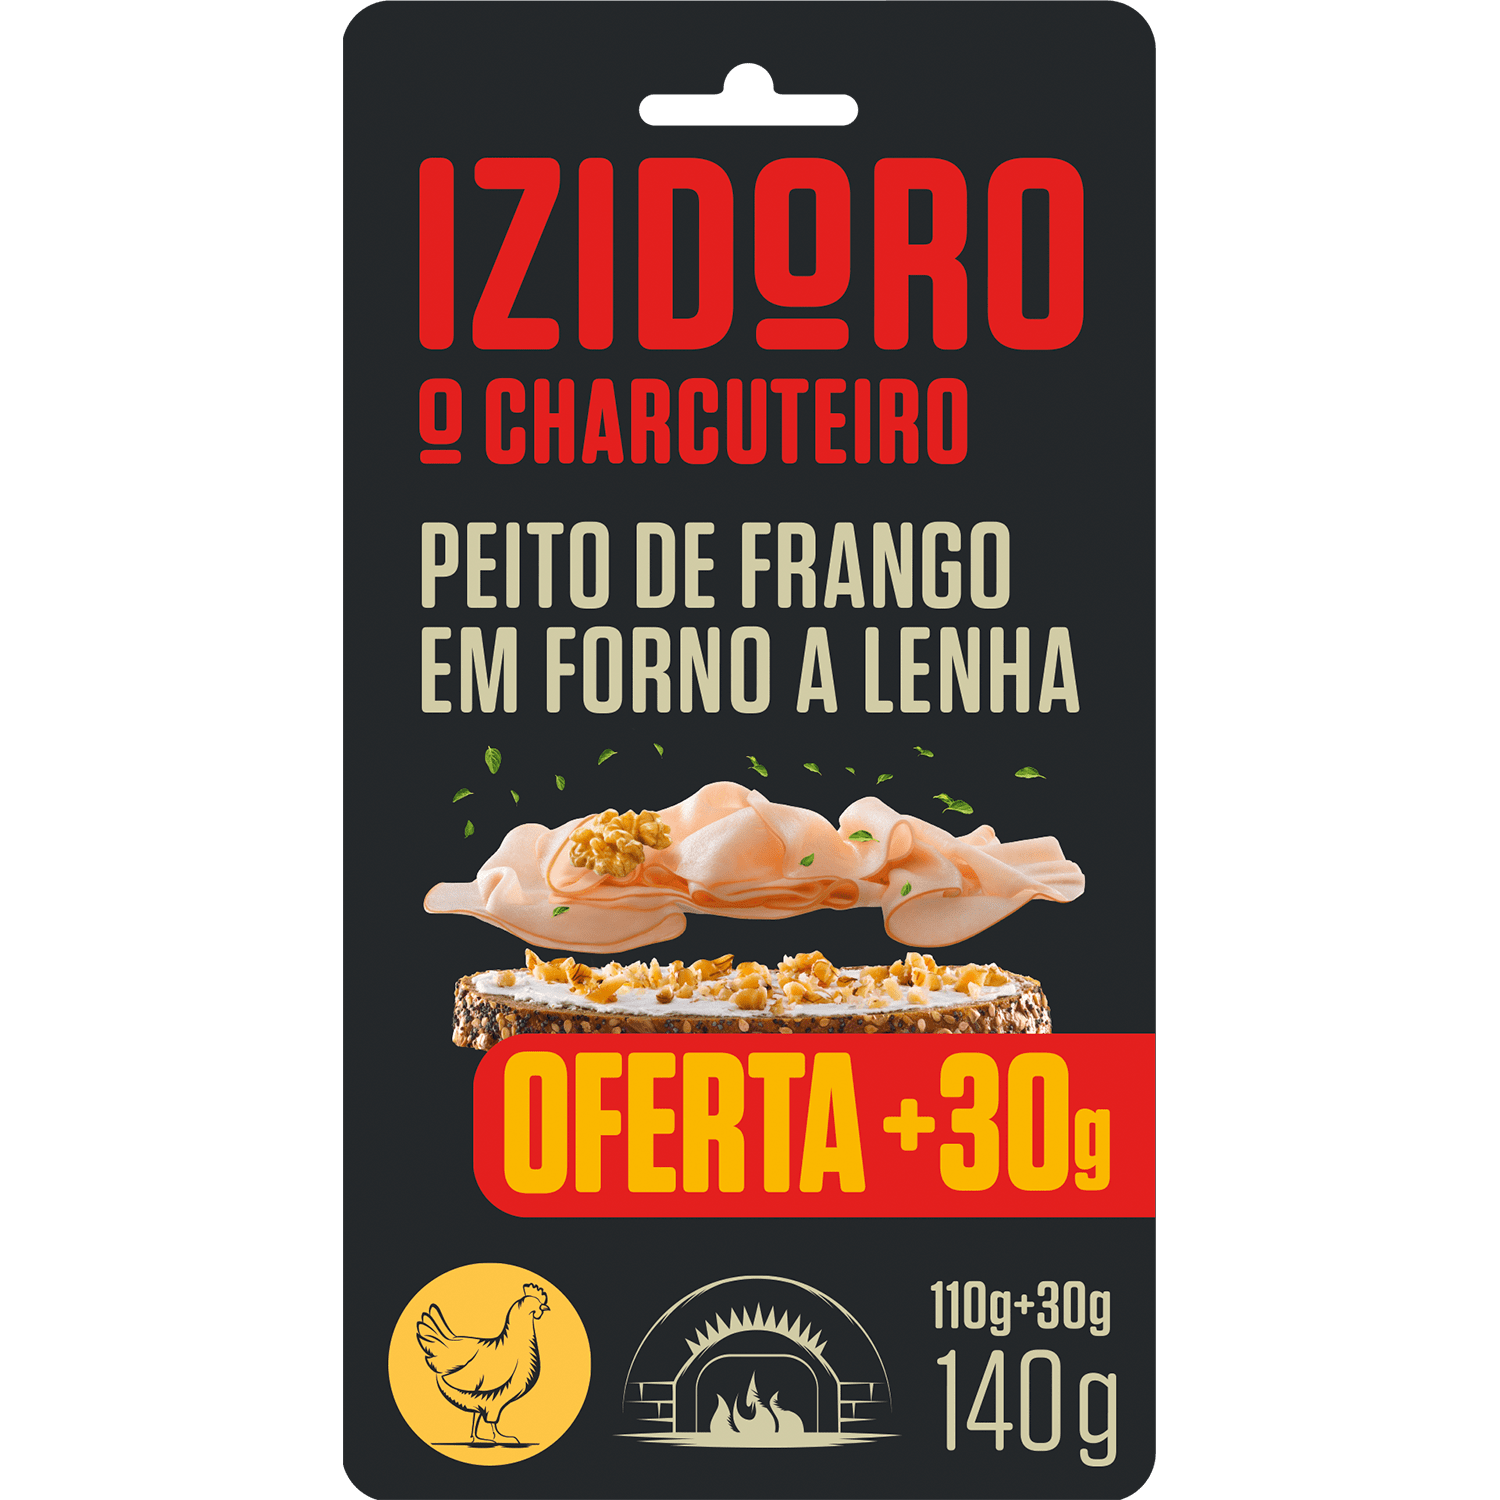 IZIDORO
O CHARCUTEIRO
PEITO DE FRANGO
EM FORNO A LENHA
OFERTA +30g
110g+30g
140g